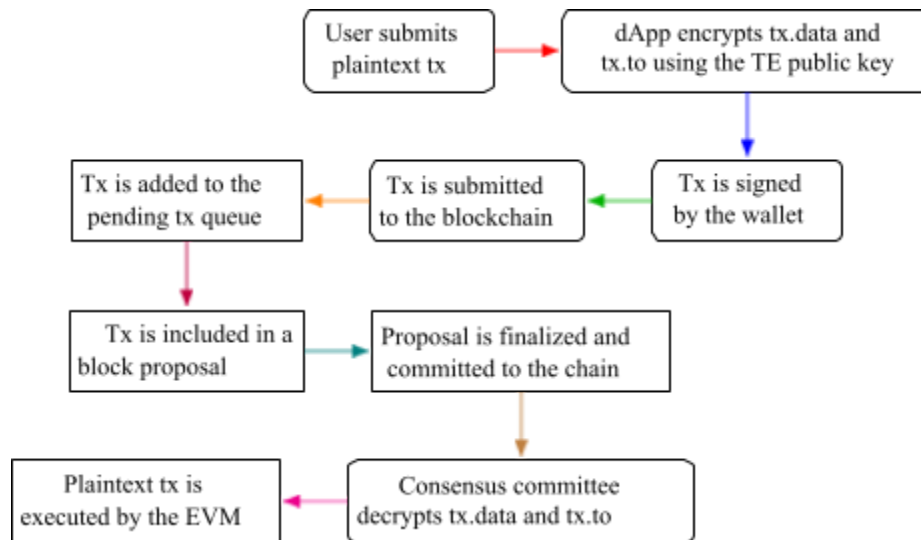 User submits
plaintext tx
dApp encrypts tx.data and
tx.to using the TE public key
Tx is signed
by the wallet
Tx is submitted
to the blockchain
Tx is added to the
pending tx queue
Tx is included in a
block proposal
Proposal is finalized and
committed to the chain
Consensus committee
decrypts tx.data and tx.to
Plaintext tx is
executed by the EVM